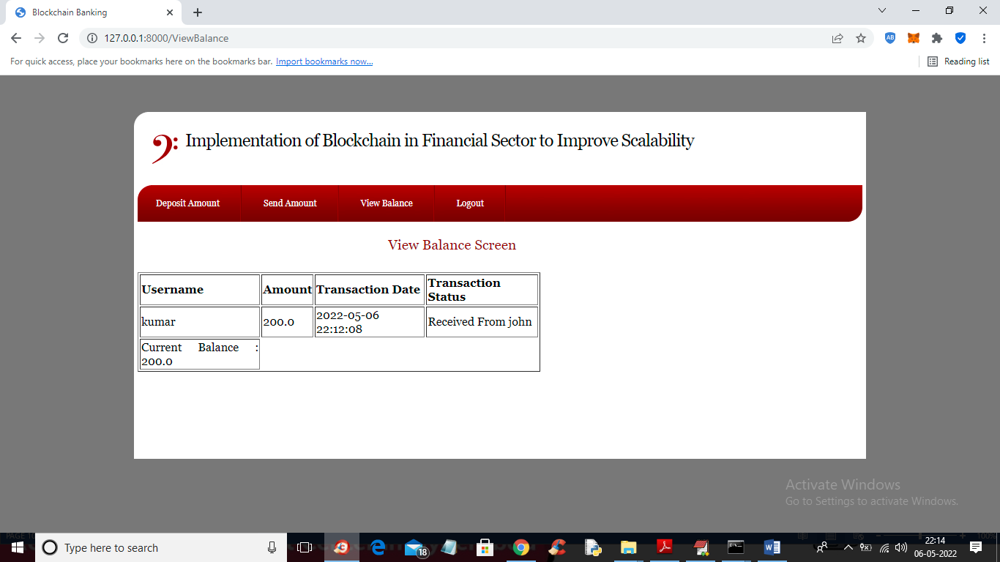 Blockchain Banking
127.0.0.1:8000/ViewBalance
For quick access, place your bookmarks here on the bookmarks bar. Import bookmarks now...
Reading list
Implementation of Blockchain in Financial Sector to Improve Scalability
Deposit Amount Send Amount View Balance Logout
View Balance Screen
Username Amount Transaction Date Transaction Status
kumar 200.0 2022-05-06 22:12:08 Received From john
Current Balance : 200.0
Activate Windows
Go to Settings to activate Windows.
Type here to search
18
22:14
06-05-2022